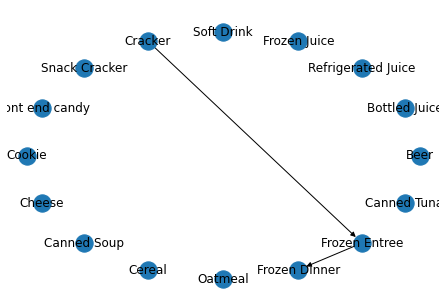 Soft Drink
Cracker
Frozen Juice
Snack Cracker
Refrigerated Juice
ont end candy
Bottled Juice
Cookie
Beer
Cheese
Canned Tuna
Canned Soup
Frozen Entree
Cereal
Frozen Dinner
Oatmeal